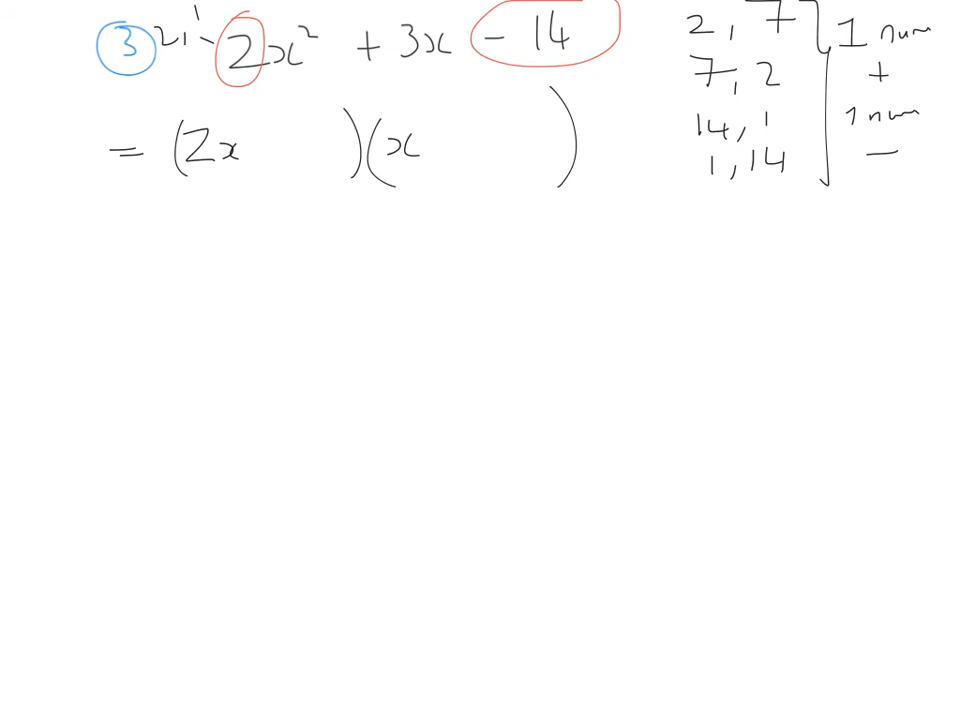 3 2,1 2x² + 3x - 14
= (2x )(x )
2, 7
7, 2
14, 1
1, 14
1 num
+
1 num
-